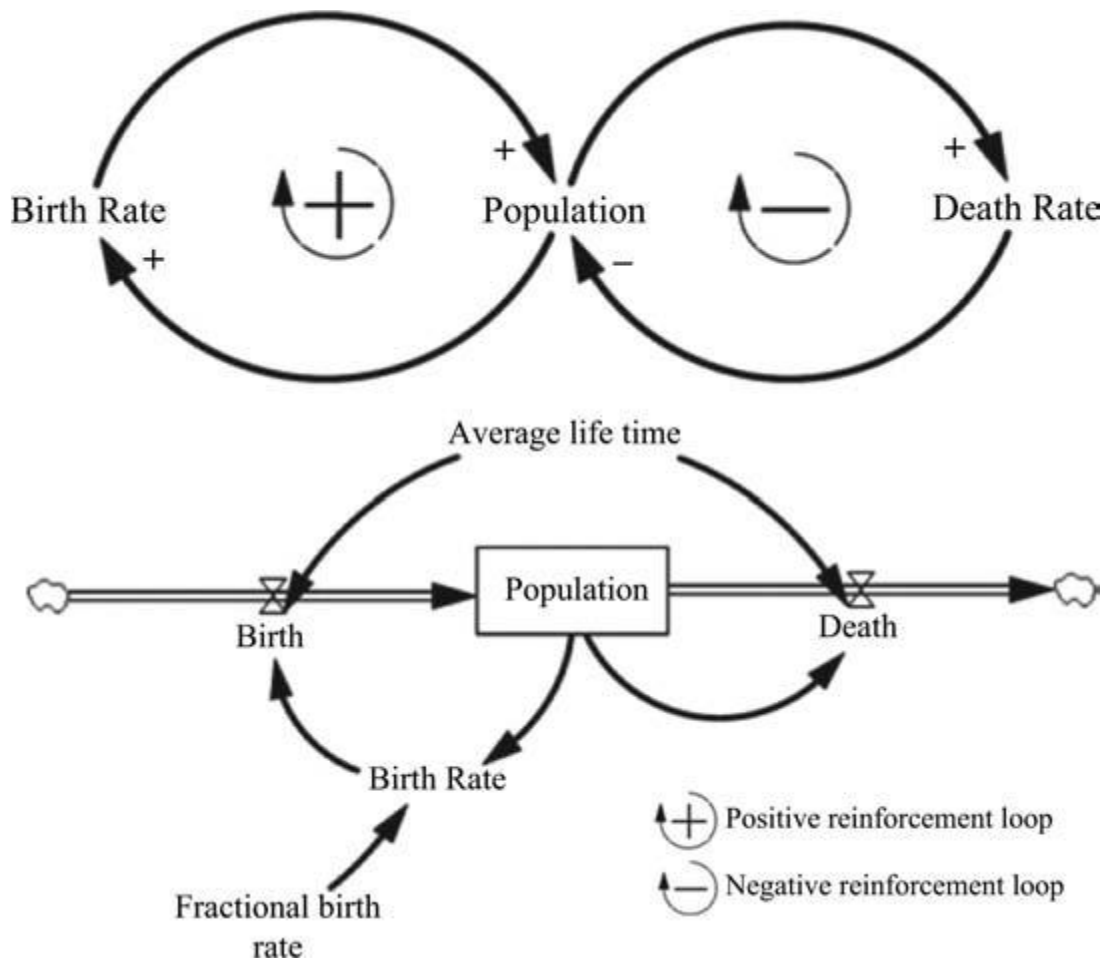 +
+
Birth Rate
+
Population
−
Death Rate
+
−
Average life time
Population
Birth
Death
Birth Rate
Fractional birth
rate
+ Positive reinforcement loop
− Negative reinforcement loop